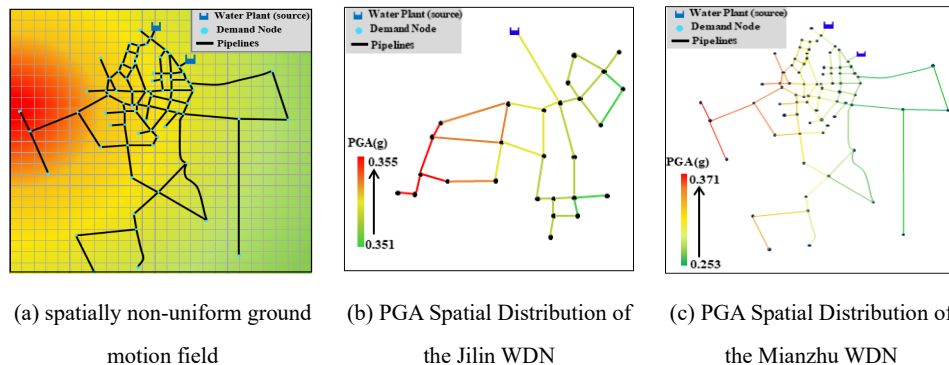 Water Plant (source)
Demand Node
Pipelines
Water Plant (source)
Demand Node
Pipelines
PGA(g)
0.355
0.351
Water Plant (source)
Demand Node
Pipelines
PGA(g)
0.371
0.253
(a) spatially non-uniform ground
motion field
(b) PGA Spatial Distribution of
the Jilin WDN
(c) PGA Spatial Distribution of
the Mianzhu WDN